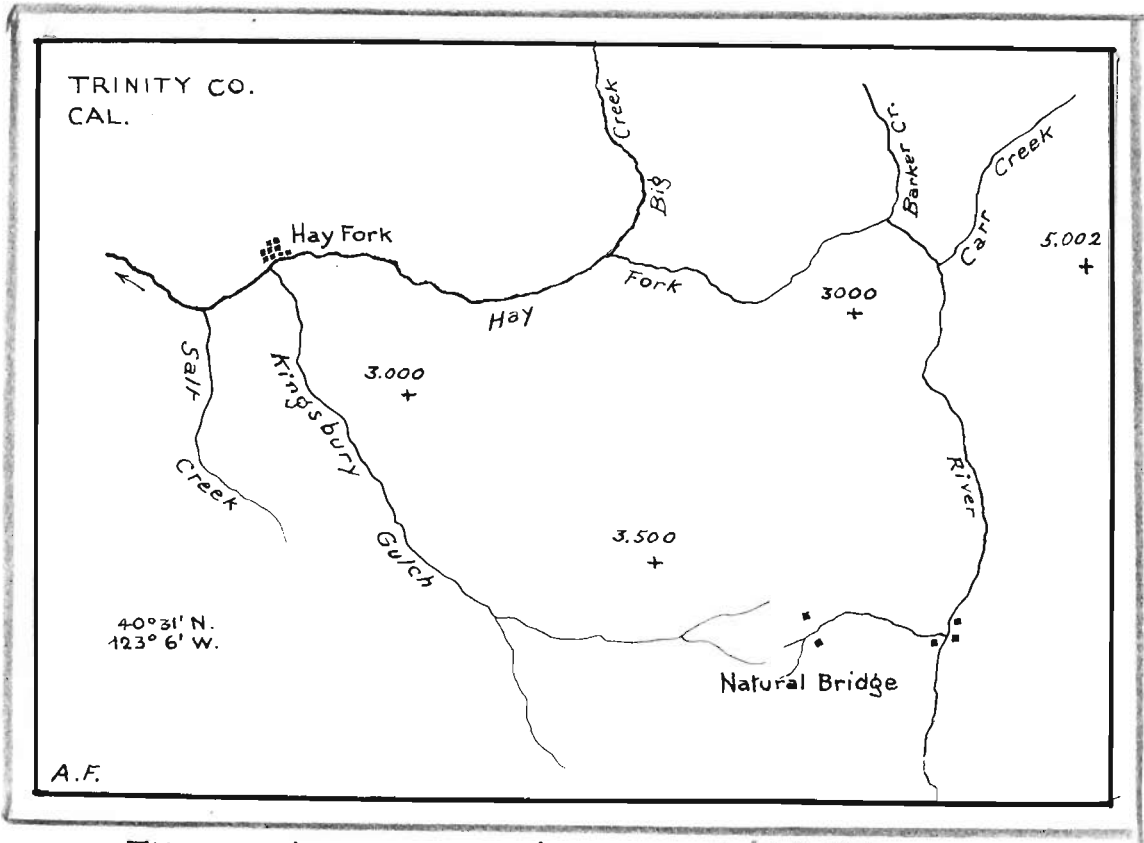 TRINITY CO.
CAL.
Creek
Big
Barker Cr.
Carr
Creek
5.002
Hay Fork
Hay
Fork
3000
Salt
Creek
Kingsbury
Gulch
3.000
River
3.500
40°31' N.
123° 6' W.
Natural Bridge
A.F.